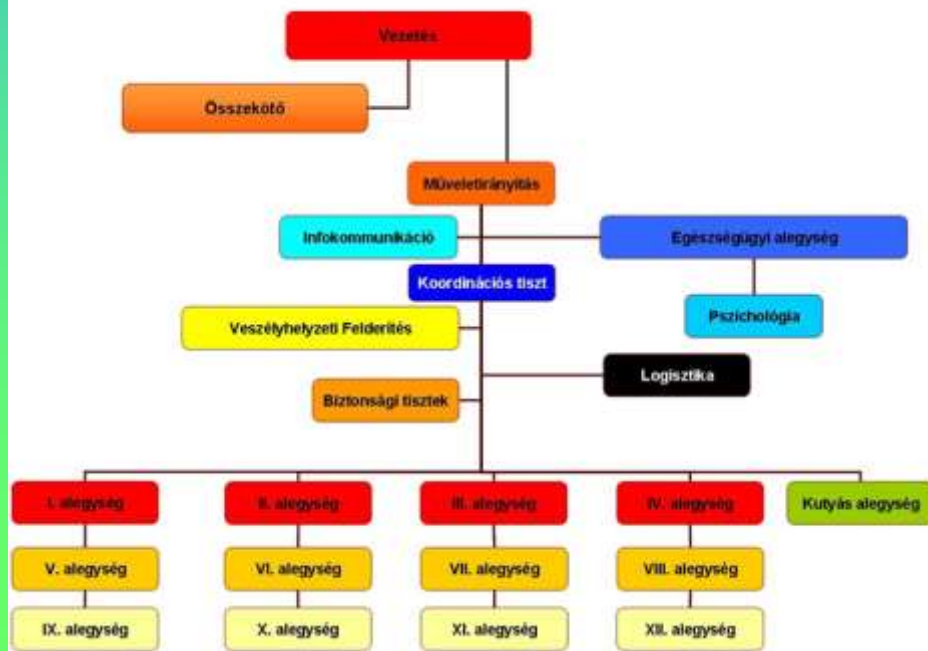 Vezetés
Összekötő
Műveletirányítás
Infokommunikáció
Egészségügyi alegység
Koordinációs tiszt
Pszichológia
Veszélyhelyzeti Felderítés
Logisztika
Biztonsági tisztek
I. alegység
II. alegység
III. alegység
IV. alegység
Kutyás alegység
V. alegység
VI. alegység
VII. alegység
VIII. alegység
IX. alegység
X. alegység
XI. alegység
XII. alegység